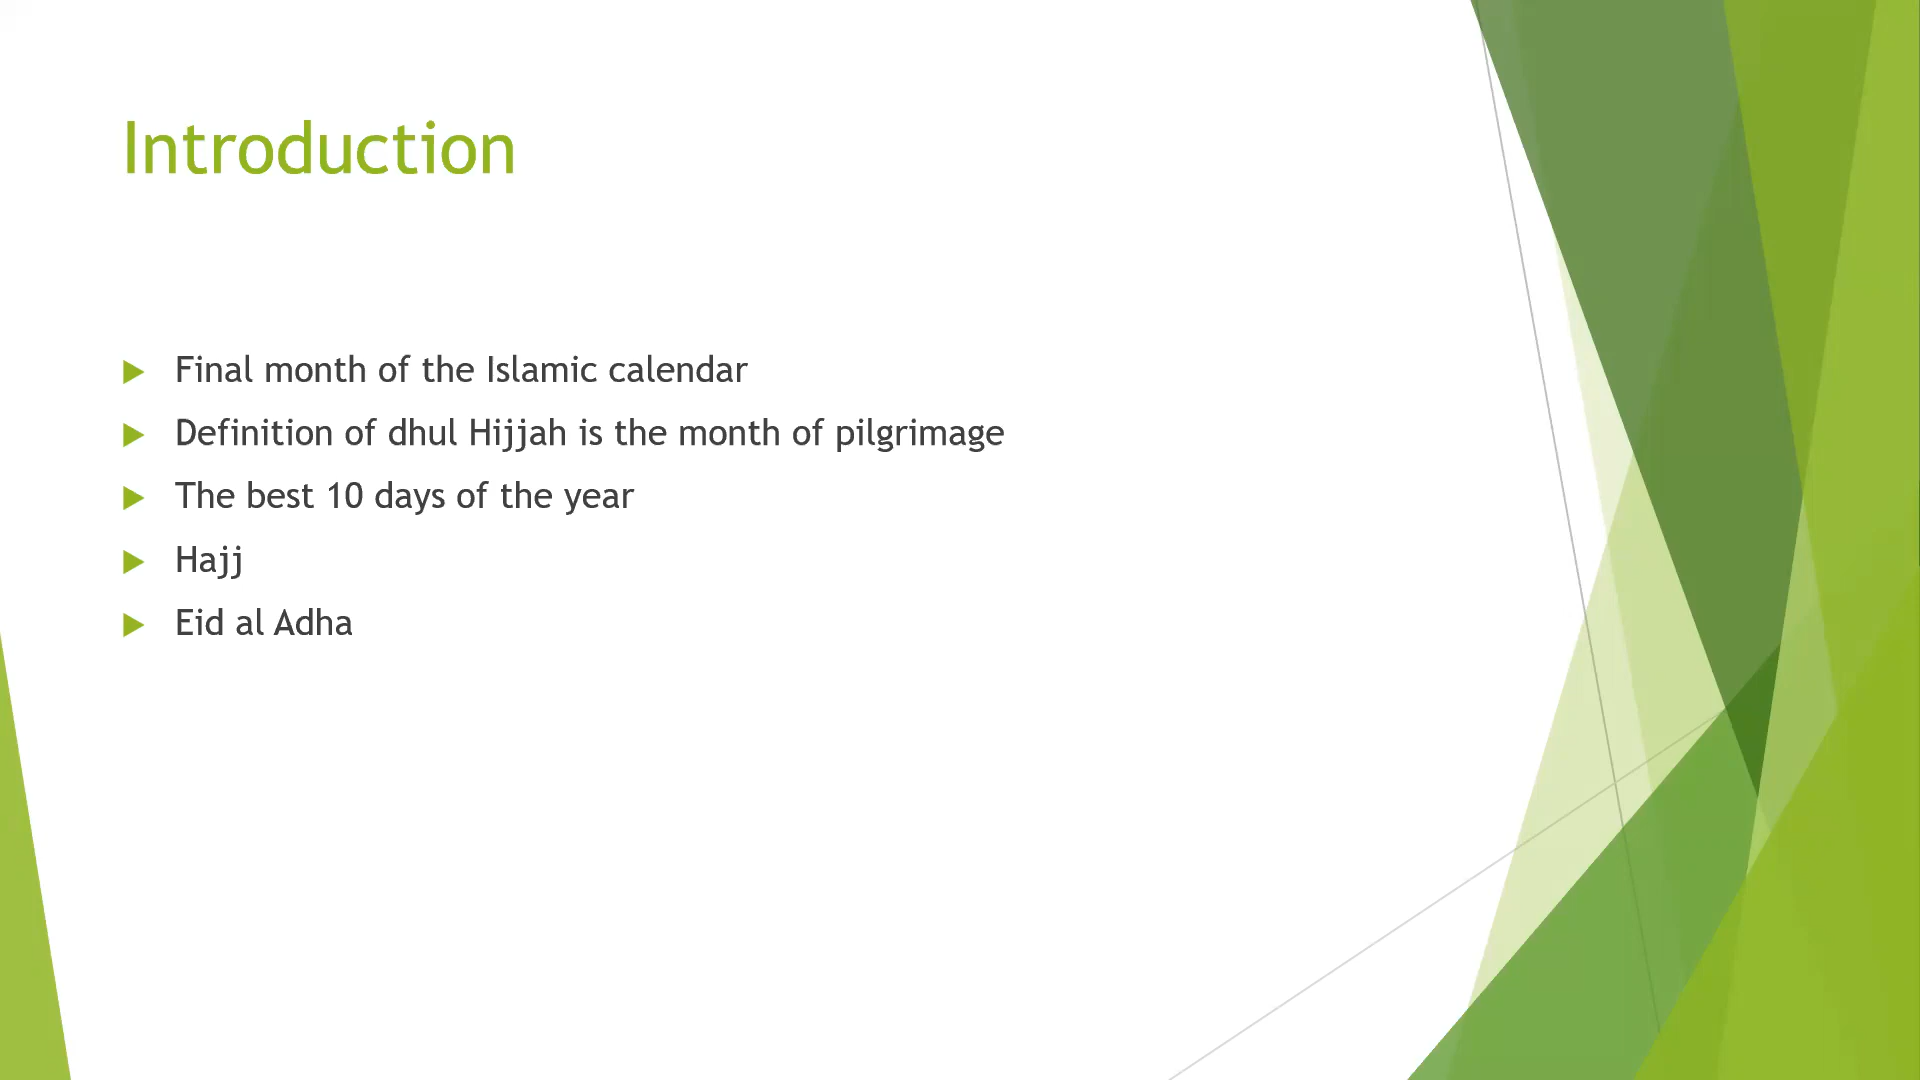 Introduction
Final month of the Islamic calendar
Definition of dhul Hijjah is the month of pilgrimage
The best 10 days of the year
Hajj
Eid al Adha